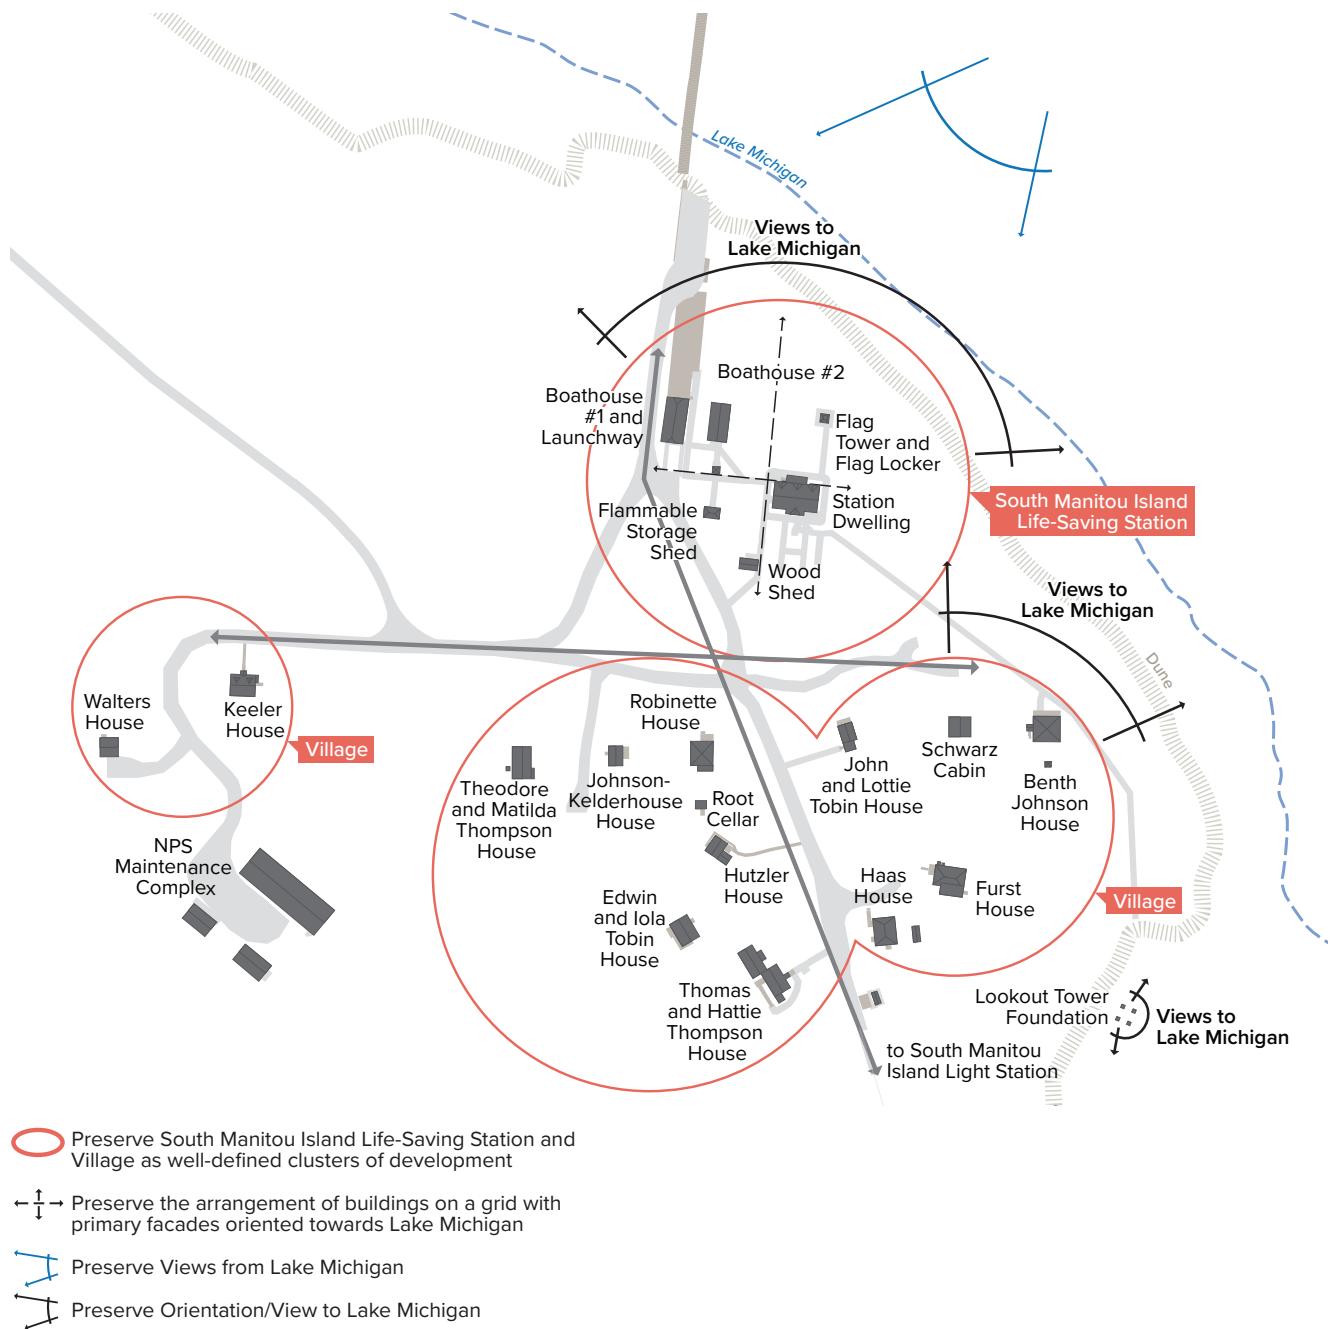 Lake Michigan
Views to
Lake Michigan
Boathouse #2
Boathouse
#1 and
Launchway
Flag
Tower and
Flag Locker
Station
Dwelling
South Manitou Island
Life-Saving Station
Flammable
Storage
Shed
Wood
Shed
Views to
Lake Michigan
Dune
Walters
House
Keeler
House
Village
Robinette
House
Theodore
and Matilda
Thompson
House
Johnson-
Kelderhouse
House
Root
Cellar
John
and Lottie
Tobin House
Schwarz
Cabin
Benth
Johnson
House
NPS
Maintenance
Complex
Hutzler
House
Haas
House
Furst
House
Village
Edwin
and Iola
Tobin
House
Thomas
and Hattie
Thompson
House
Lookout Tower
Foundation
Views to
Lake Michigan
to South Manitou
Island Light Station
Preserve South Manitou Island Life-Saving Station and
Village as well-defined clusters of development
Preserve the arrangement of buildings on a grid with
primary facades oriented towards Lake Michigan
Preserve Views from Lake Michigan
Preserve Orientation/View to Lake Michigan